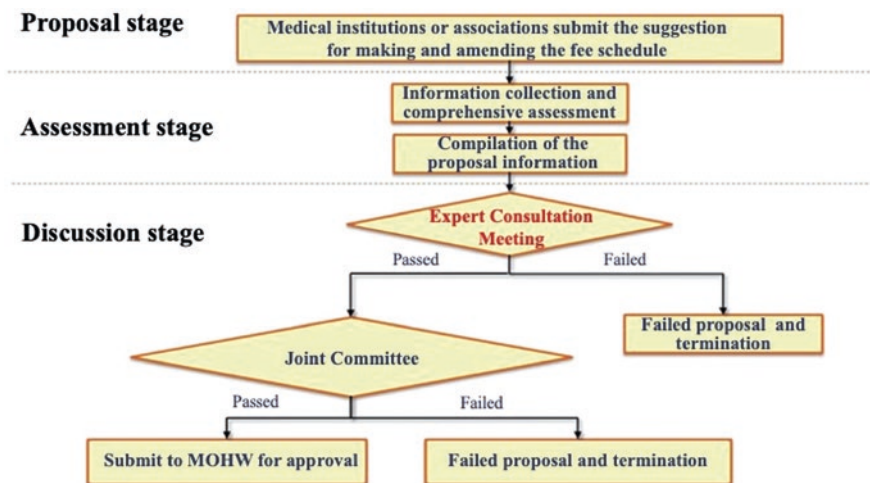 Proposal stage
Medical institutions or associations submit the suggestion
for making and amending the fee schedule
Assessment stage
Information collection and
comprehensive assessment
Compilation of the
proposal information
Discussion stage
Expert Consultation
Meeting
Passed
Failed
Failed proposal and
termination
Joint Committee
Passed
Failed
Submit to MOHW for approval
Failed proposal and termination